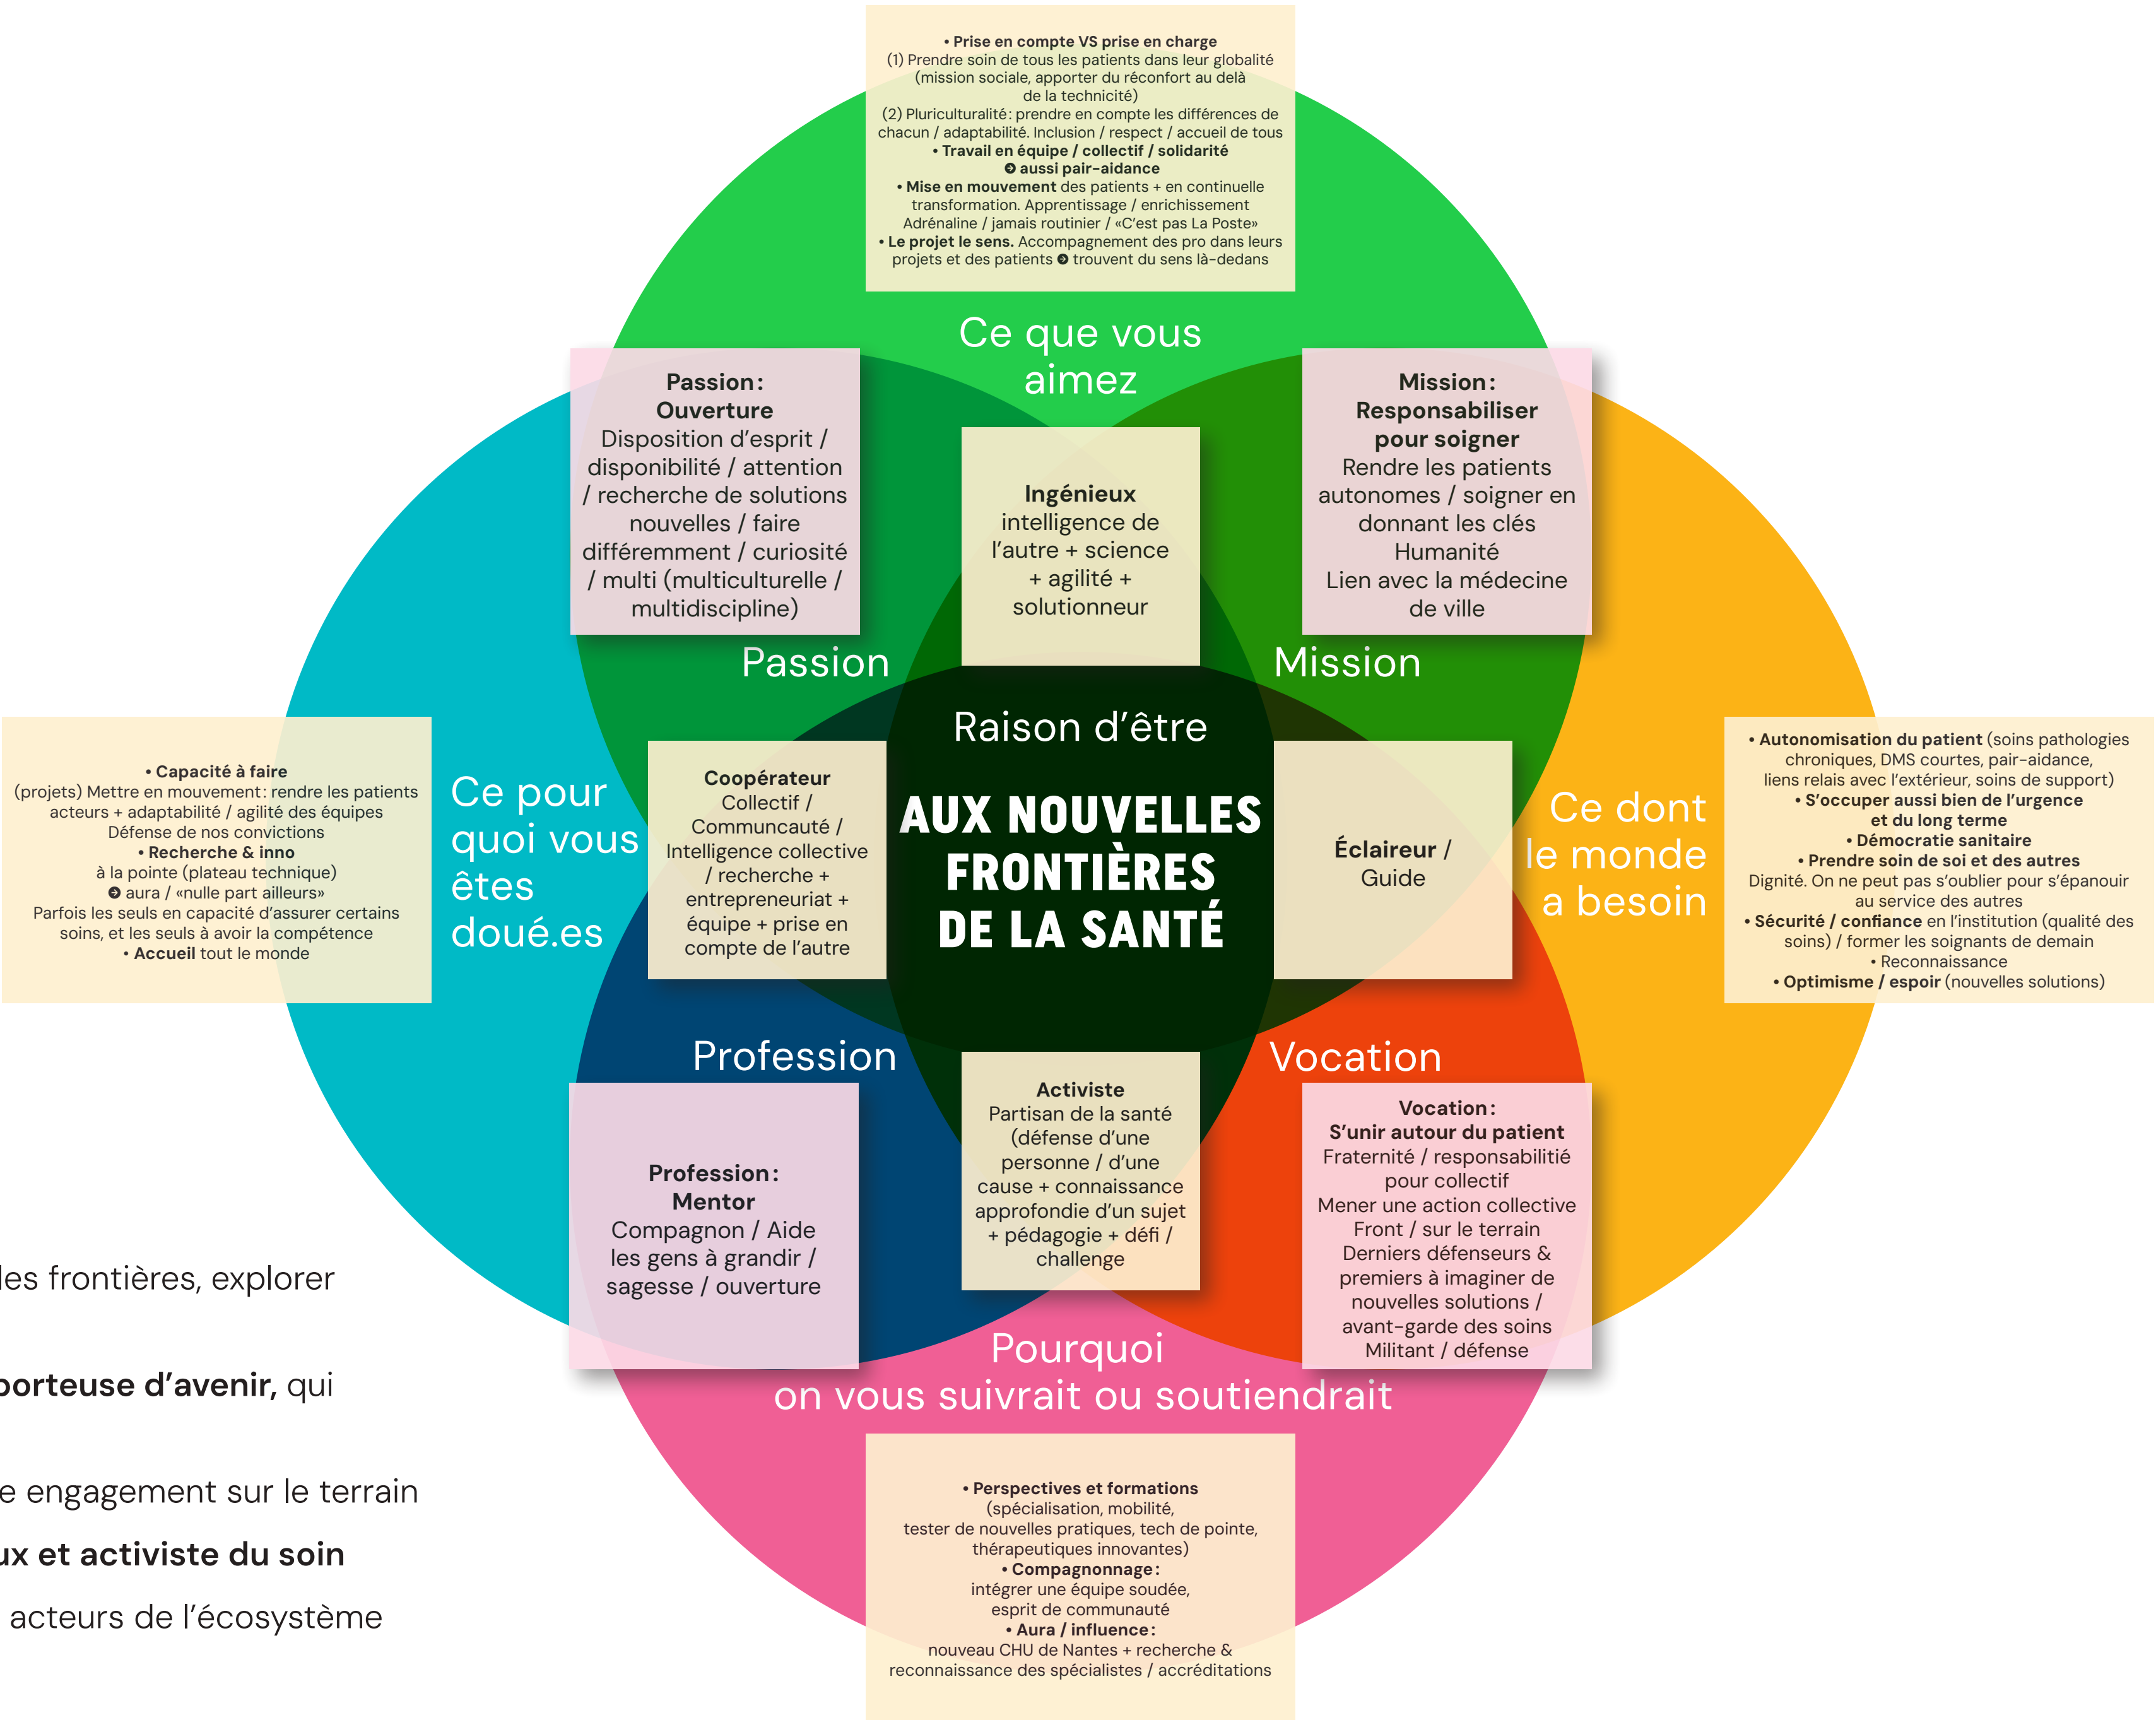 • Prise en compte VS prise en charge
(1) Prendre soin de tous les patients dans leur globalité
(mission sociale, apporter du réconfort au delà
de la technicité)
(2) Pluriculturalité : prendre en compte les différences de
chacun / adaptabilité. Inclusion / respect / accueil de tous
• Travail en équipe / collectif / solidarité
➔ aussi pair-aidance
• Mise en mouvement des patients + en continuelle
transformation. Apprentissage / enrichissement
Adrénaline / jamais routinier / «C'est pas La Poste»
• Le projet le sens. Accompagnement des pro dans leurs
projets et des patients ➔ trouvent du sens là-dedans
Ce que vous
aimez
Passion :
Ouverture
Disposition d'esprit /
disponibilité / attention
/ recherche de solutions
nouvelles / faire
différemment / curiosité
/ multi (multiculturelle /
multidiscipline)
Passion
Ingénieux
intelligence de
l'autre + science
+ agilité +
solutionneur
Mission :
Responsabiliser
pour soigner
Rendre les patients
autonomes / soigner en
donnant les clés
Humanité
Lien avec la médecine
de ville
Mission
• Capacité à faire
(projets) Mettre en mouvement : rendre les patients
acteurs + adaptabilité / agilité des équipes
Défense de nos convictions
• Recherche & inno
à la pointe (plateau technique)
➔ aura / «nulle part ailleurs»
Parfois les seuls en capacité d'assurer certains
soins, et les seuls à avoir la compétence
• Accueil tout le monde
Ce pour
quoi vous
êtes
doué.es
Coopérateur
Collectif /
Communcauté /
Intelligence collective
/ recherche +
entrepreneuriat +
équipe + prise en
compte de l'autre
Raison d'être
AUX NOUVELLES
FRONTIÈRES
DE LA SANTÉ
Éclaireur /
Guide
Ce dont
le monde
a besoin
• Autonomisation du patient (soins pathologies
chroniques, DMS courtes, pair-aidance,
liens relais avec l'extérieur, soins de support)
• S'occuper aussi bien de l'urgence
et du long terme
• Démocratie sanitaire
• Prendre soin de soi et des autres
Dignité. On ne peut pas s'oublier pour s'épanouir
au service des autres
• Sécurité / confiance en l'institution (qualité des
soins) / former les soignants de demain
• Reconnaissance
• Optimisme / espoir (nouvelles solutions)
Profession
Profession :
Mentor
Compagnon / Aide
les gens à grandir /
sagesse / ouverture
Activiste
Partisan de la santé
(défense d'une
personne / d'une
cause + connaissance
approfondie d'un sujet
+ pédagogie + défi /
challenge
Vocation
Vocation :
S'unir autour du patient
Fraternité / responsabilitié
pour collectif
Mener une action collective
Front / sur le terrain
Derniers défenseurs &
premiers à imaginer de
nouvelles solutions /
avant-garde des soins
Militant / défense
Pourquoi
on vous suivrait ou soutiendrait
• Perspectives et formations
(spécialisation, mobilité,
tester de nouvelles pratiques, tech de pointe,
thérapeutiques innovantes)
• Compagnonnage :
intégrer une équipe soudée,
esprit de communauté
• Aura / influence :
nouveau CHU de Nantes + recherche &
reconnaissance des spécialistes / accréditations
les frontières, explorer
porteuse d'avenir, qui
e engagement sur le terrain
ux et activiste du soin
acteurs de l'écosystème